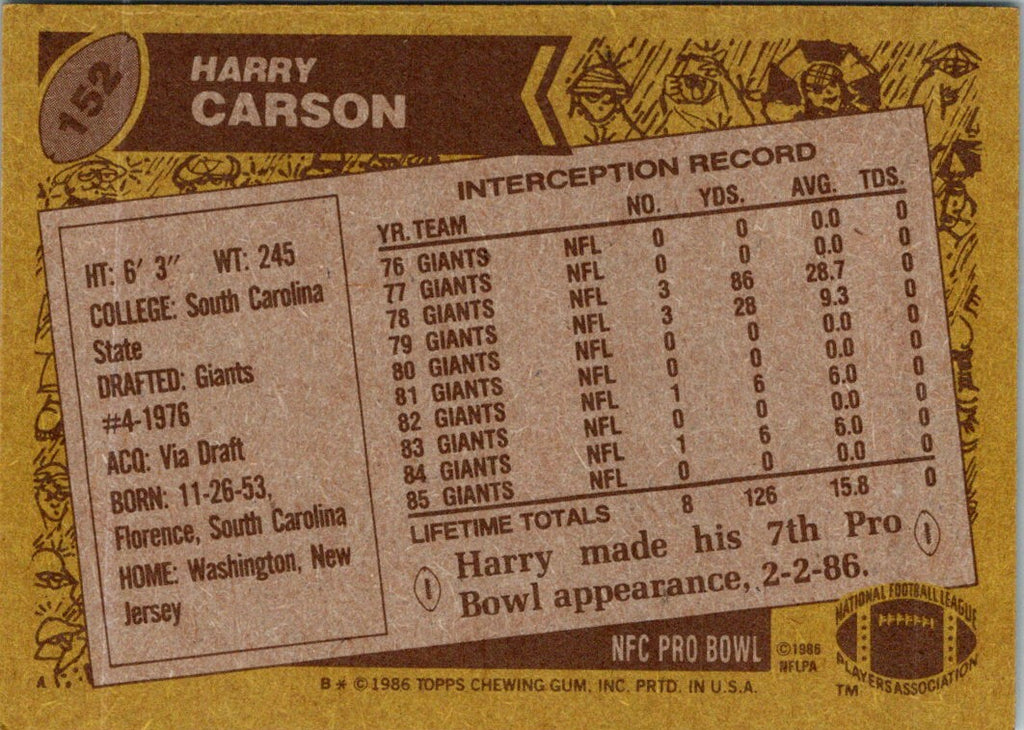 152
HARRY
CARSON
HT: 6' 3" WT: 245
COLLEGE: South Carolina
State
DRAFTED: Giants
#4-1976
ACQ: Via Draft
BORN: 11-26-53,
Florence, South Carolina
HOME: Washington, New
Jersey
INTERCEPTION RECORD
YR. TEAM NO. YDS. AVG. TDS.
76 GIANTS NFL 0 0 0.0 0
77 GIANTS NFL 0 0 0.0 0
78 GIANTS NFL 3 86 28.7 0
79 GIANTS NFL 3 28 9.3 0
80 GIANTS NFL 0 0 0.0 0
81 GIANTS NFL 0 0 0.0 0
82 GIANTS NFL 1 6 6.0 0
83 GIANTS NFL 0 0 0.0 0
84 GIANTS NFL 1 6 6.0 0
85 GIANTS NFL 0 0 0.0 0
LIFETIME TOTALS 8 126 15.8 0
Harry made his 7th Pro
Bowl appearance, 2-2-86.
NFC PRO BOWL
©1986
NFLPA
NATIONAL FOOTBALL LEAGUE
PLAYERS ASSOCIATION
TM
A
B * © 1986 TOPPS CHEWING GUM, INC. PRTD. IN U.S.A.